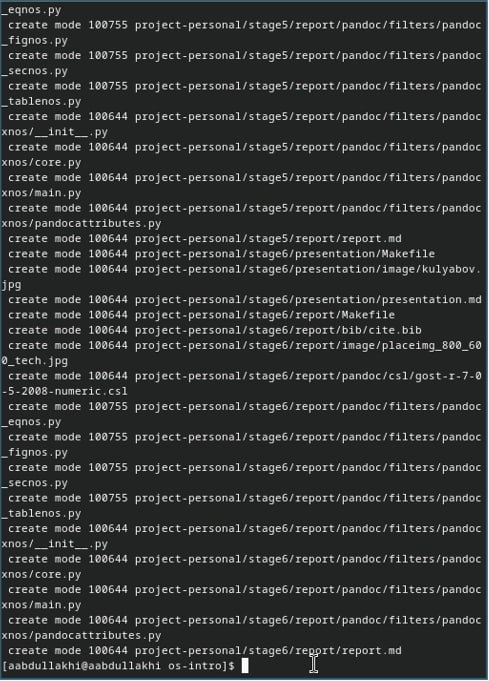 _eqnos.py
 create mode 100755 project-personal/stage5/report/pandoc/filters/pandoc
_fignos.py
 create mode 100755 project-personal/stage5/report/pandoc/filters/pandoc
_secnos.py
 create mode 100755 project-personal/stage5/report/pandoc/filters/pandoc
_tablenos.py
 create mode 100644 project-personal/stage5/report/pandoc/filters/pandoc
xnos/__init__.py
 create mode 100644 project-personal/stage5/report/pandoc/filters/pandoc
xnos/core.py
 create mode 100644 project-personal/stage5/report/pandoc/filters/pandoc
xnos/main.py
 create mode 100644 project-personal/stage5/report/pandoc/filters/pandoc
xnos/pandocattributes.py
 create mode 100644 project-personal/stage5/report/report.md
 create mode 100644 project-personal/stage6/presentation/Makefile
 create mode 100644 project-personal/stage6/presentation/image/kulyabov.
jpg
 create mode 100644 project-personal/stage6/presentation/presentation.md
 create mode 100644 project-personal/stage6/report/Makefile
 create mode 100644 project-personal/stage6/report/bib/cite.bib
 create mode 100644 project-personal/stage6/report/image/placeimg_800_60
0_tech.jpg
 create mode 100644 project-personal/stage6/report/pandoc/csl/gost-r-7-0
-5-2008-numeric.csl
 create mode 100755 project-personal/stage6/report/pandoc/filters/pandoc
_eqnos.py
 create mode 100755 project-personal/stage6/report/pandoc/filters/pandoc
_fignos.py
 create mode 100755 project-personal/stage6/report/pandoc/filters/pandoc
_secnos.py
 create mode 100755 project-personal/stage6/report/pandoc/filters/pandoc
_tablenos.py
 create mode 100644 project-personal/stage6/report/pandoc/filters/pandoc
xnos/__init__.py
 create mode 100644 project-personal/stage6/report/pandoc/filters/pandoc
xnos/core.py
 create mode 100644 project-personal/stage6/report/pandoc/filters/pandoc
xnos/main.py
 create mode 100644 project-personal/stage6/report/pandoc/filters/pandoc
xnos/pandocattributes.py
 create mode 100644 project-personal/stage6/report/report.md
[aabdullakhi@aabdullakhi os-intro]$